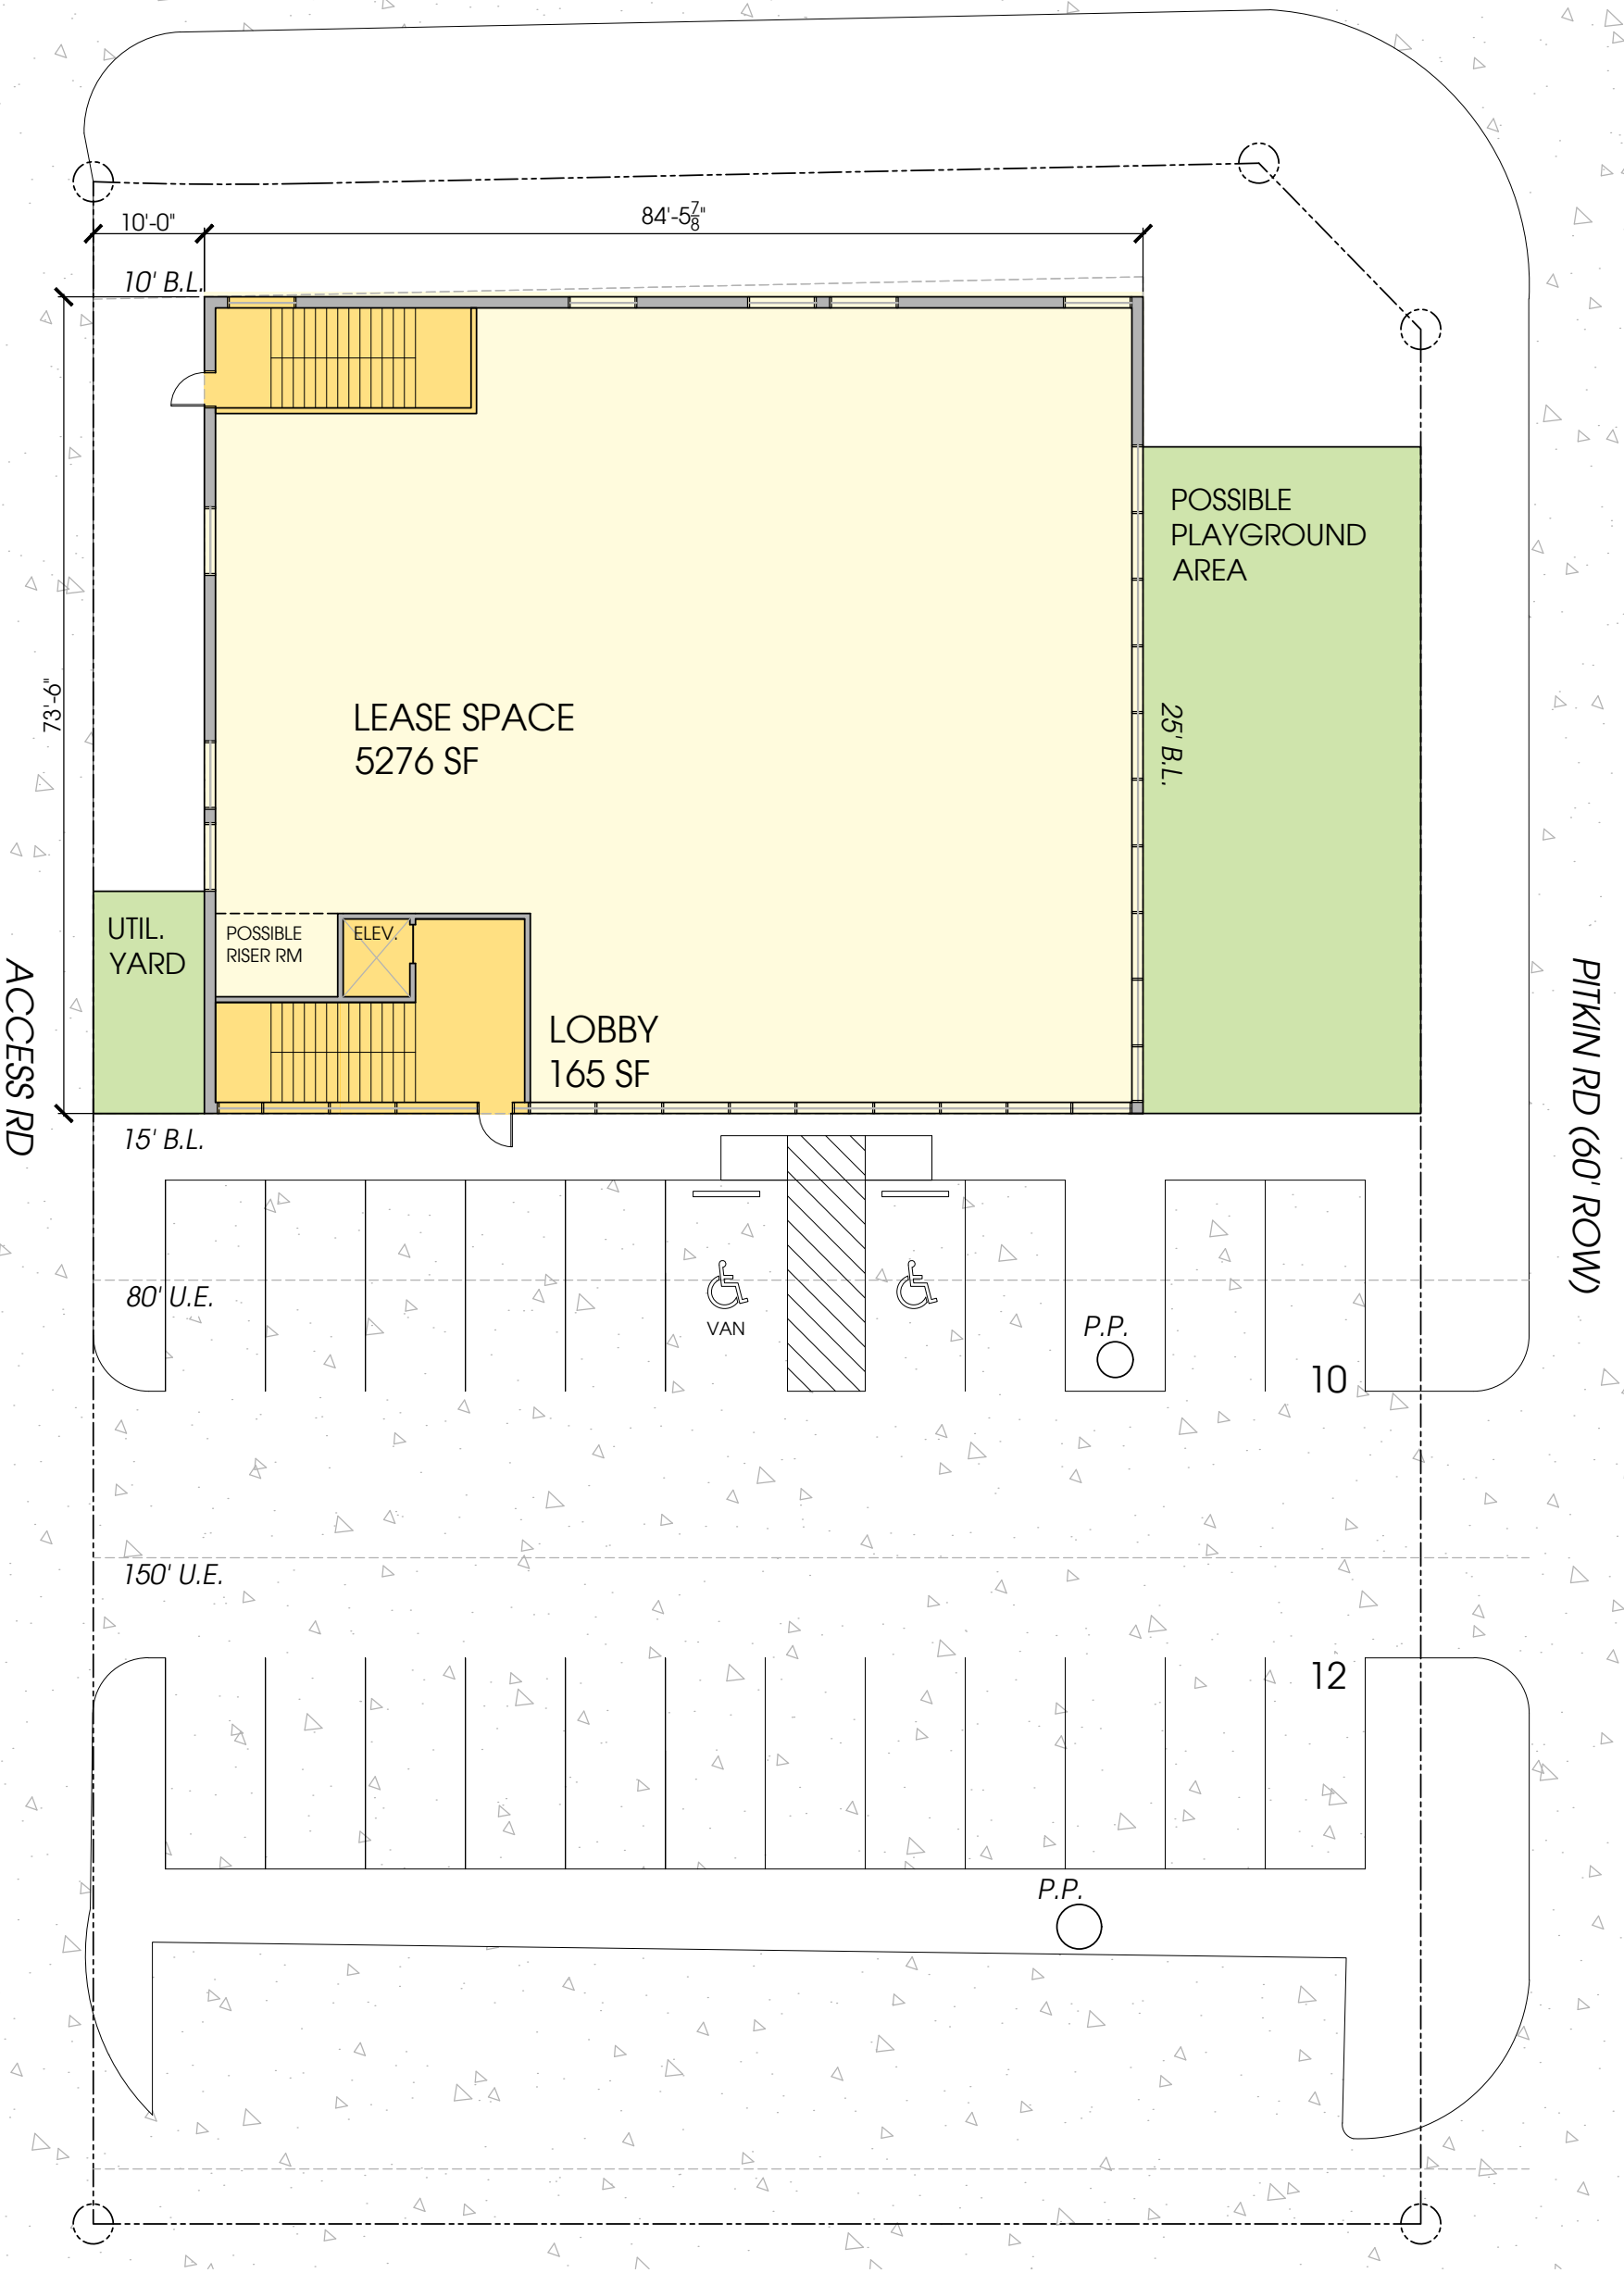 10'-0"
84'-5 7/8"
10' B.L.
POSSIBLE
PLAYGROUND
AREA
73'-6"
LEASE SPACE
5276 SF
25' B.L.
UTIL.
YARD
POSSIBLE
RISER RM
ELEV.
ACCESS RD
PITKIN RD (60' ROW)
LOBBY
165 SF
15' B.L.
80' U.E.
VAN
P.P.
10
150' U.E.
12
P.P.